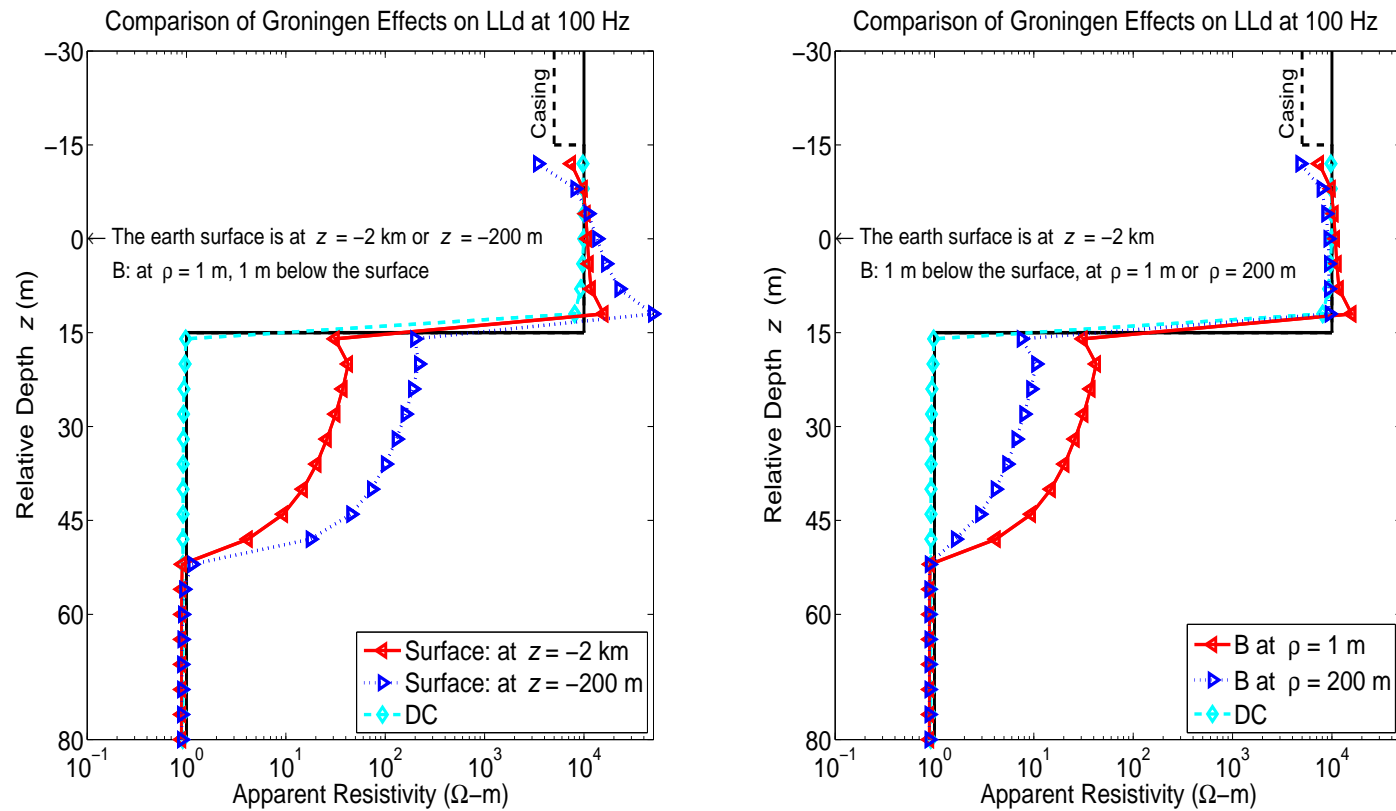 Comparison of Groningen Effects on LLd at 100 Hz
−30
−15
0
15
30
45
60
80
Relative Depth z (m)
Casing
← The earth surface is at z = −2 km or z = −200 m
B: at ρ = 1 m, 1 m below the surface
Surface: at z = −2 km
Surface: at z = −200 m
DC
10^−1 10^0 10^1 10^2 10^3 10^4
Apparent Resistivity (Ω−m)
Comparison of Groningen Effects on LLd at 100 Hz
−30
−15
0
15
30
45
60
80
Relative Depth z (m)
Casing
← The earth surface is at z = −2 km
B: 1 m below the surface, at ρ = 1 m or ρ = 200 m
B at ρ = 1 m
B at ρ = 200 m
DC
10^−1 10^0 10^1 10^2 10^3 10^4
Apparent Resistivity (Ω−m)